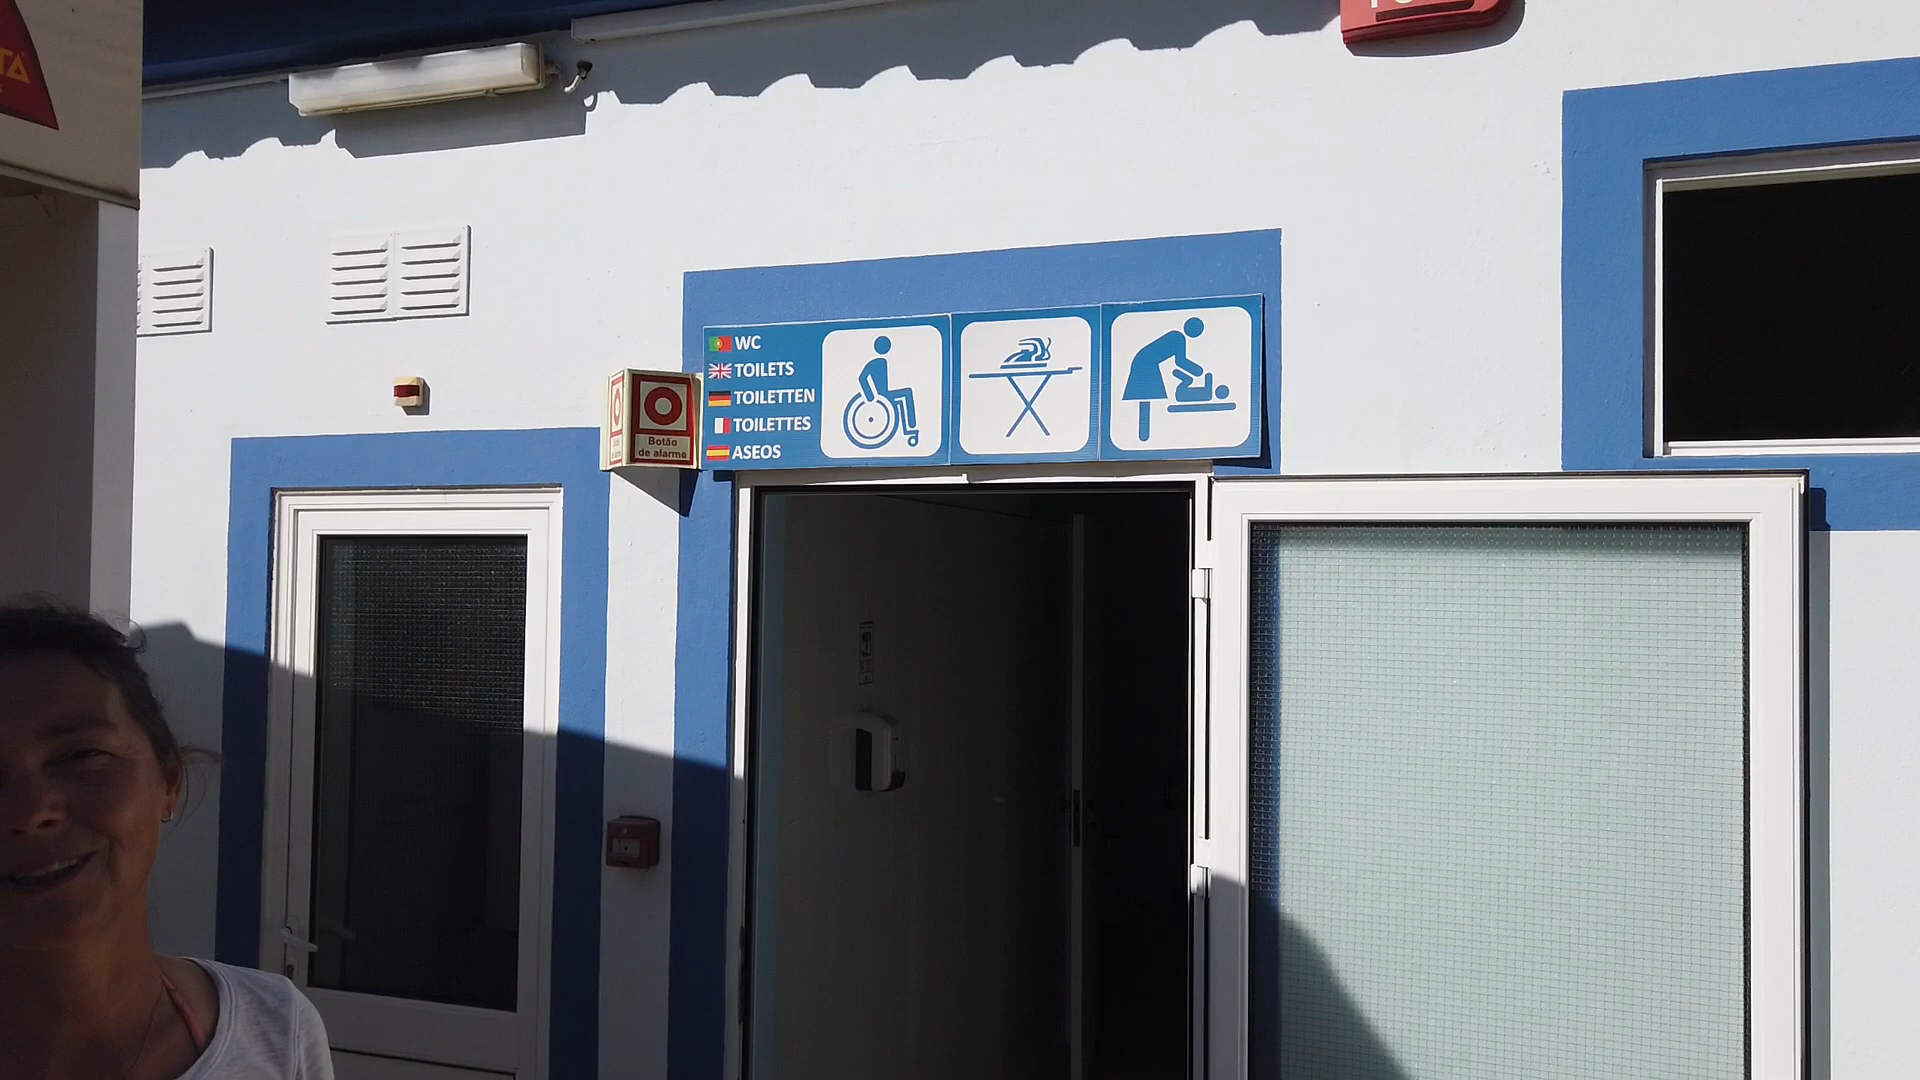 WC
TOILETS
TOILETTEN
TOILETTES
ASEOS
Botão
de alarme